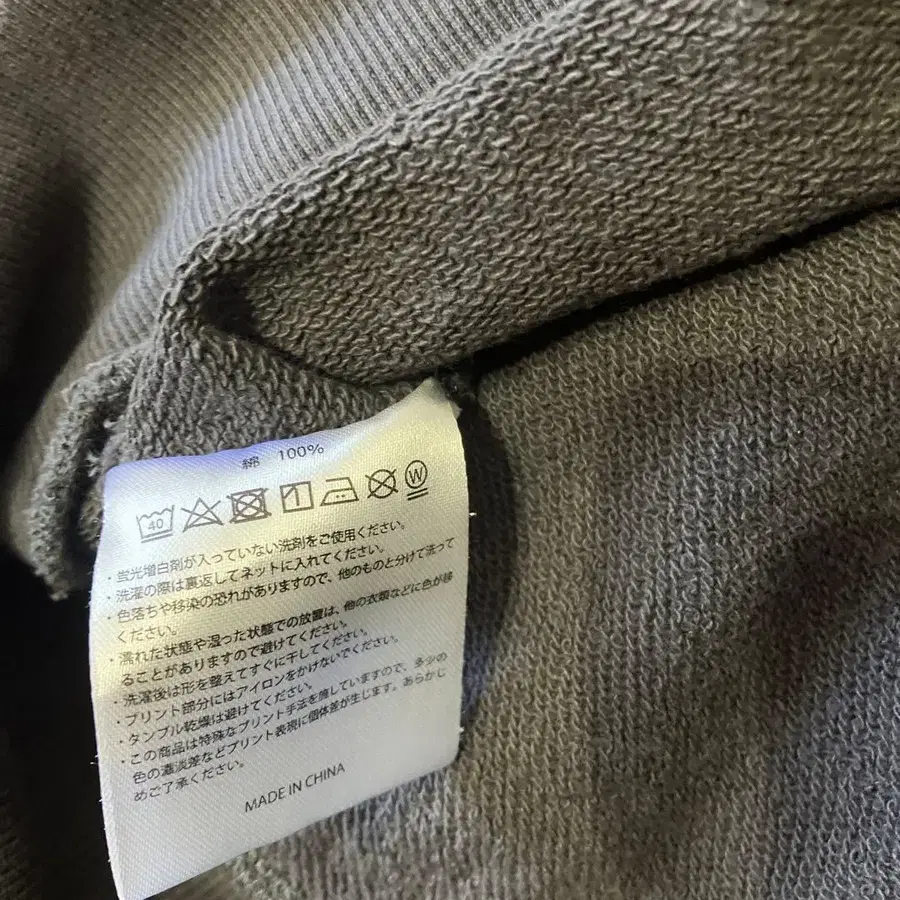 綿 100%
40 W
・蛍光増白剤が入っていない洗剤をご使用ください。
・洗濯の際は裏返してネットに入れてください。
・色落ちや移染の恐れがありますので、他のものと分けて洗って
ください。
・濡れた状態や湿った状態での放置は、他の衣類などに色が移
ることがありますので避けてください。
・洗濯後は形を整えてすぐに干してください。
・プリント部分にはアイロンをかけないでください。
・タンブル乾燥は避けてください。
・この商品は特殊なプリント手法を施していますので、多少の
色の濃淡差などプリント表現に個体差が生じます。あらかじ
めご了承ください。
MADE IN CHINA